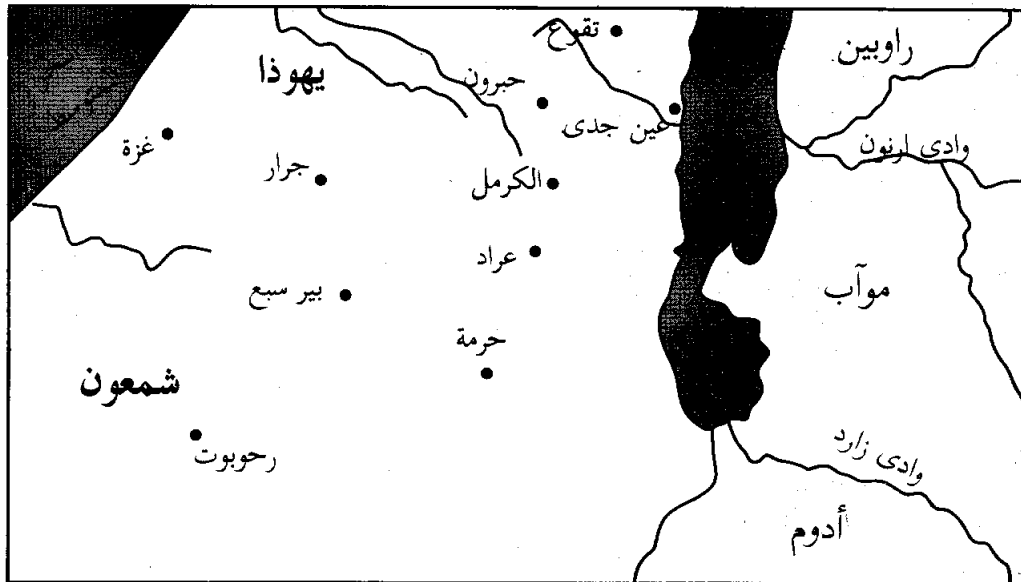 تقوع
راوبين
يهوذا
حبرون
عين جدى
غزة
وادى ارنون
جرار
الكرمل
عراد
موآب
بير سبع
حرمة
شمعون
رحوبوت
وادى زارد
أدوم